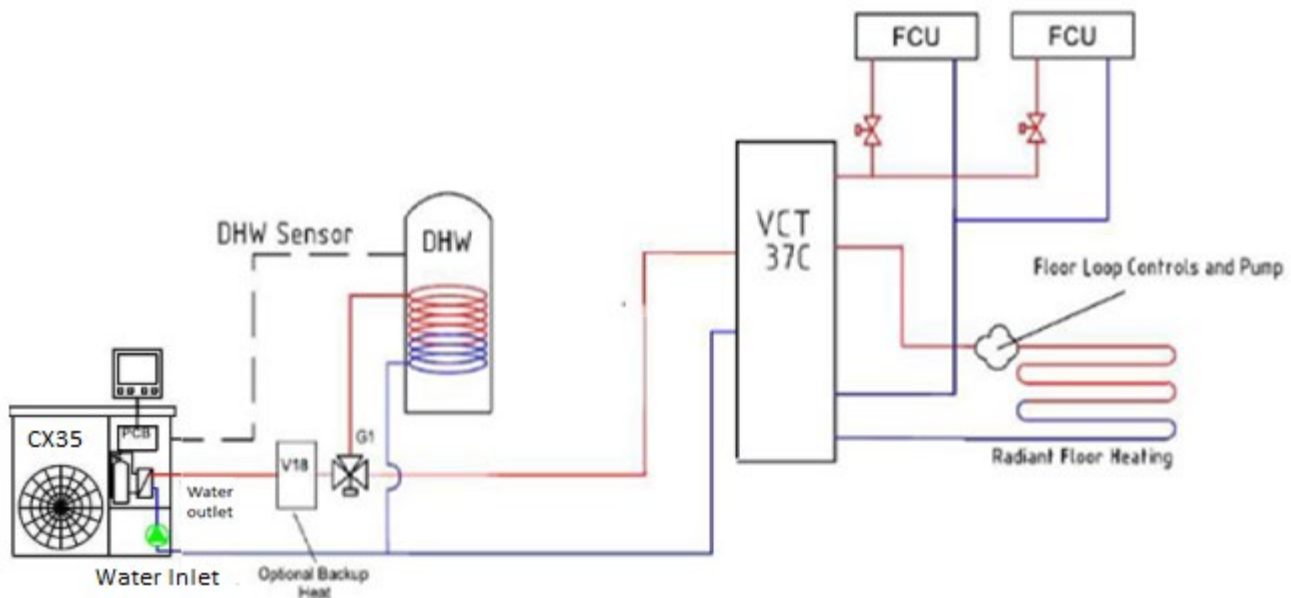 FCU
FCU
VCT
37C
DHW Sensor
DHW
Floor Loop Controls and Pump
CX35
PCB
G1
V18
Water
outlet
Radiant Floor Heating
Water Inlet
Optional Backup
Heat